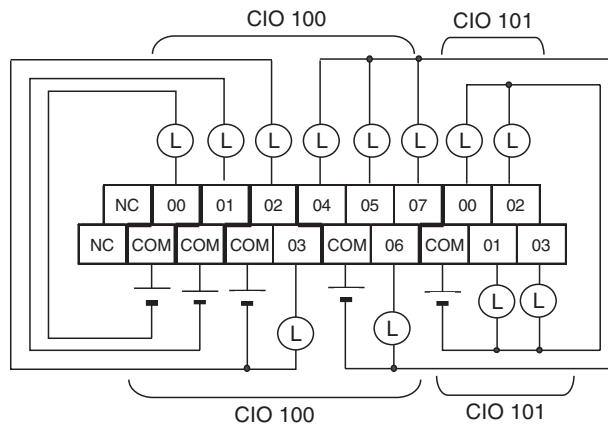 CIO 100 CIO 101
L L L L L L L L
NC 00 01 02 04 05 07 00 02
NC COM COM COM 03 COM 06 COM 01 03
L L L L
CIO 100 CIO 101